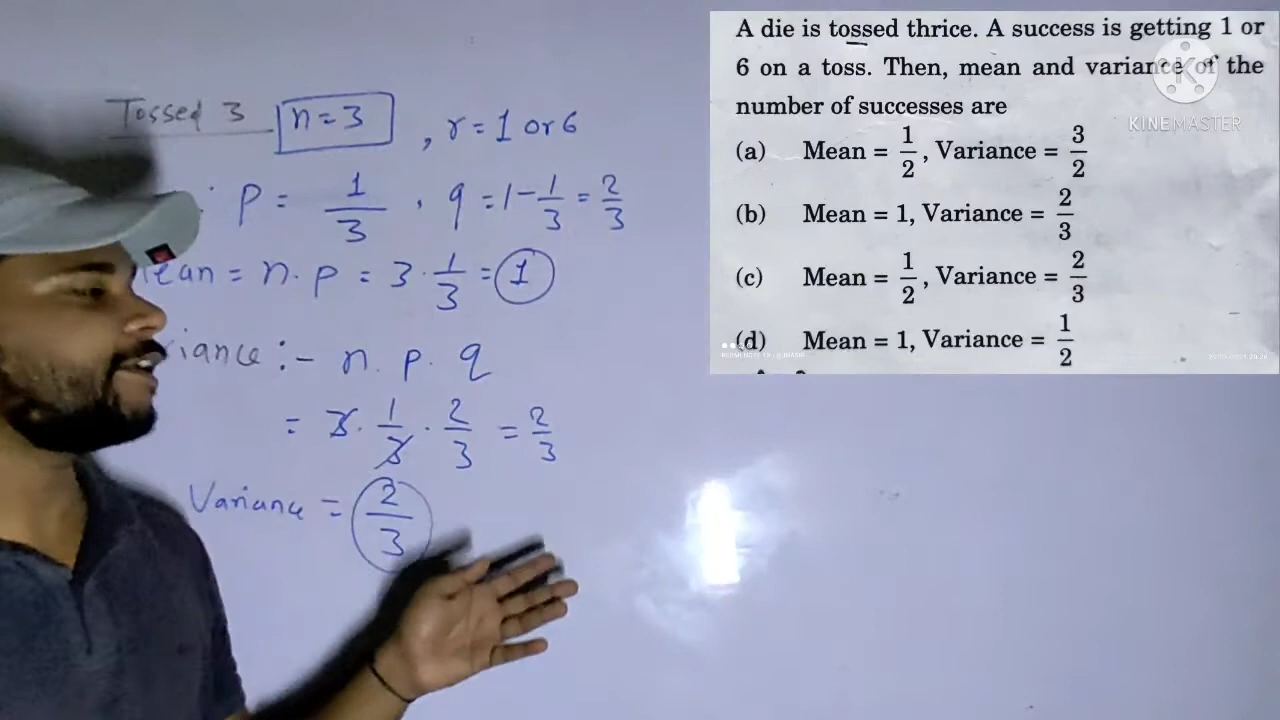 Tossed 3 n=3 , r = 1 or 6
p = 1/3 , q = 1 - 1/3 = 2/3
Mean = n. p = 3 . 1/3 = 1
riance :- n. p. q
= 3 . 1/3 . 2/3 = 2/3
Variance = 2/3
A die is tossed thrice. A success is getting 1 or
6 on a toss. Then, mean and variance of the
number of successes are
(a) Mean = 1/2, Variance = 3/2
(b) Mean = 1, Variance = 2/3
(c) Mean = 1/2, Variance = 2/3
(d) Mean = 1, Variance = 1/2
KINEMASTER